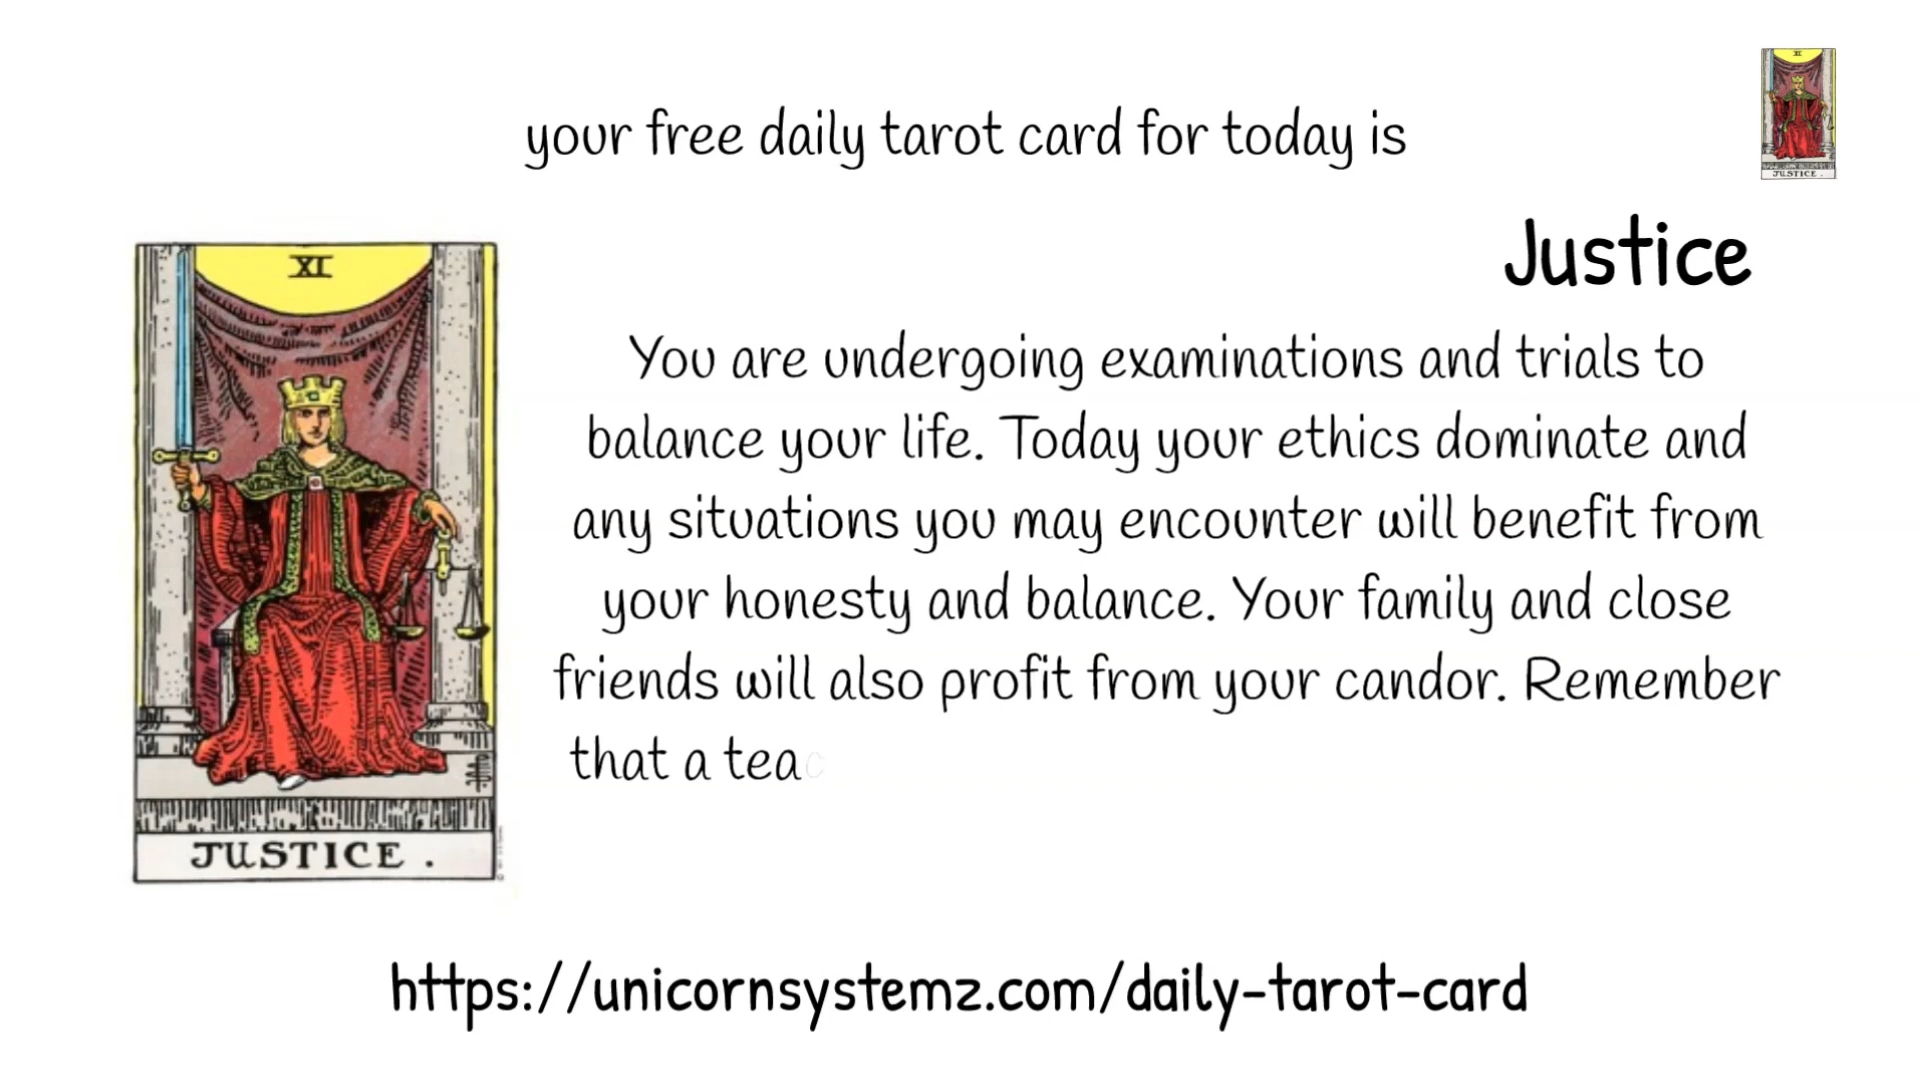 your free daily tarot card for today is
JUSTICE .
Justice
XI
You are undergoing examinations and trials to
balance your life. Today your ethics dominate and
any situations you may encounter will benefit from
your honesty and balance. Your family and close
friends will also profit from your candor. Remember
that a teac
JUSTICE .
https://unicornsystemz.com/daily-tarot-card